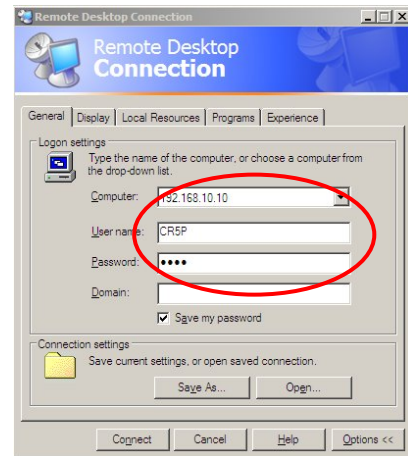 Remote Desktop Connection
Remote Desktop
Connection
General Display Local Resources Programs Experience
Logon settings
Type the name of the computer, or choose a computer from
the drop-down list.
Computer: 192.168.10.10
User name: CR5P
Password: ••••
Domain:
Save my password
Connection settings
Save current settings, or open saved connection.
Save As... Open...
Connect Cancel Help Options <<